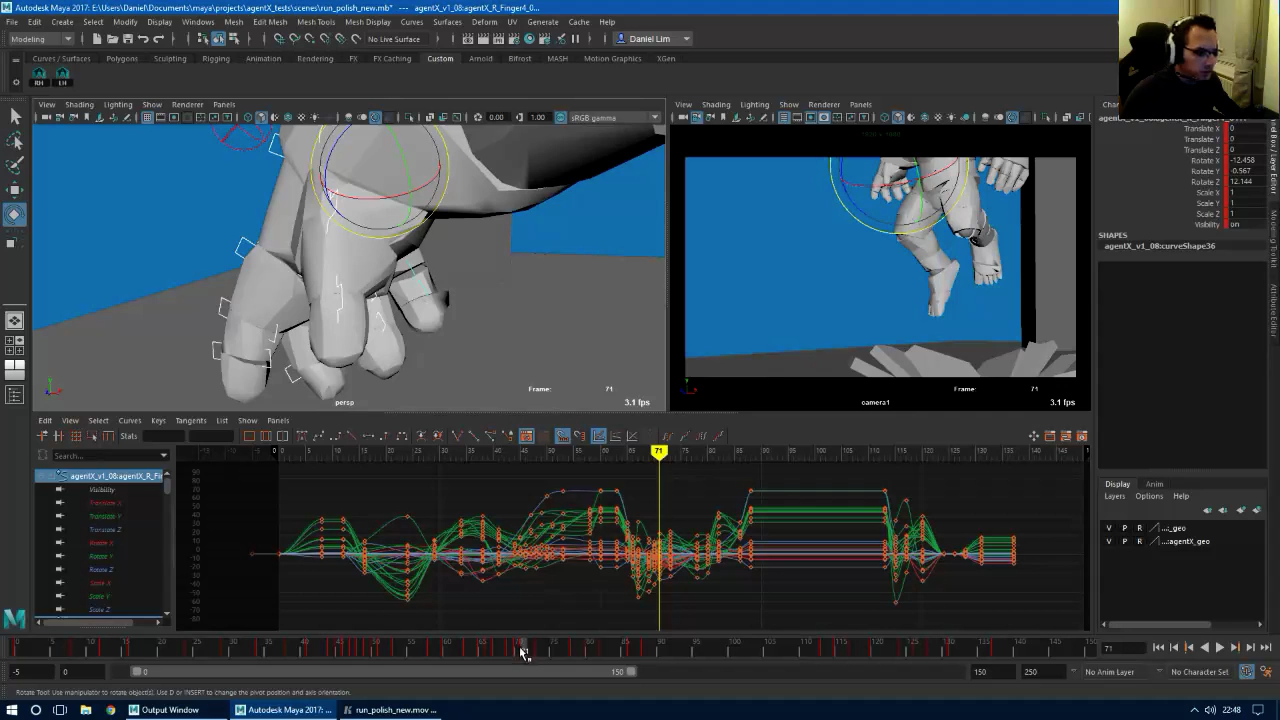 Autodesk Maya 2017: E:\Users\Daniel\Documents\maya\projects\agentX_tests\scenes\run_polish_new.mb* --- agentX_v1_08:agentX_R_Finger4_0...
File Edit Create Select Modify Display Windows Mesh Edit Mesh Mesh Tools Mesh Display Curves Surfaces Deform UV Generate Cache Help
Modeling No Live Surface Daniel Lim
Curves / Surfaces Polygons Sculpting Rigging Animation Rendering FX FX Caching Custom Arnold Bifrost MASH Motion Graphics XGen
RH LH
View Shading Lighting Show Renderer Panels
0.00 1.00 sRGB gamma
Frame: 71
persp 3.1 fps
View Shading Lighting Show Renderer Panels
Frame: 71
camera1 3.1 fps
Translate X 0
Translate Y 0
Translate Z 0
Rotate X -12.458
Rotate Y -0.567
Rotate Z 12.144
Scale X 1
Scale Y 1
Scale Z 1
Visibility on
SHAPES
agentX_v1_08:curveShape36
Modeling Toolkit
Attribute Editor
Display Anim
Layers Options Help
V P R ...:_geo
V P R ...:agentX_geo
Edit View Select Curves Keys Tangents List Show Panels
Stats
Search...
agentX_v1_08:agentX_R_Fin
Visibility
Translate X
Translate Y
Translate Z
Rotate X
Rotate Y
Rotate Z
Scale X
Scale Y
Scale Z
71
-5 0 0 150 150 250 No Anim Layer No Character Set
71
Rotate Tool: Use manipulator to rotate object(s). Use D or INSERT to change the pivot position and axis orientation.
Output Window Autodesk Maya 2017: ... run_polish_new.mov ... 22:48